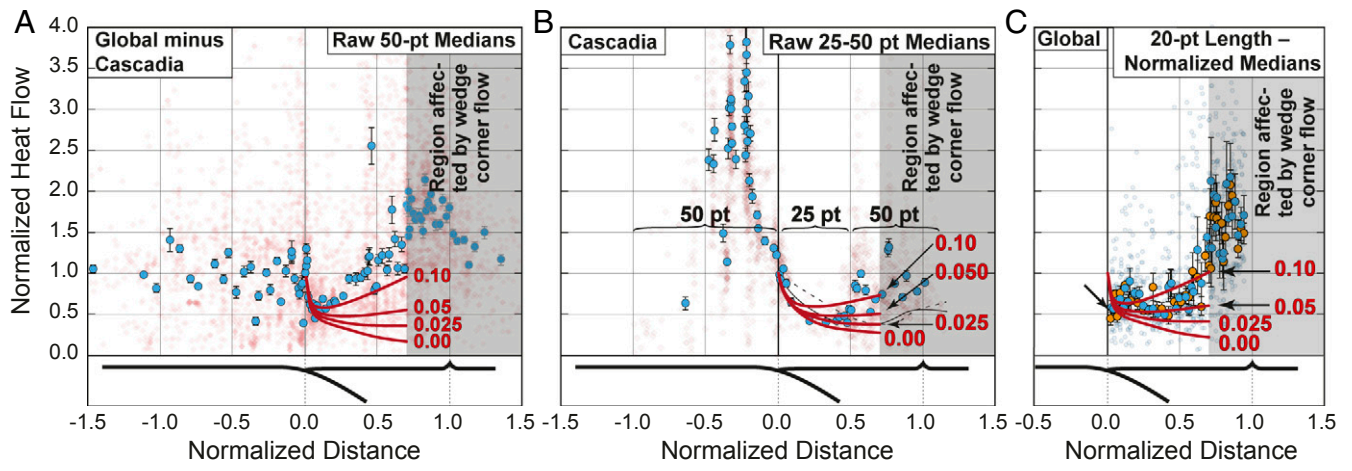 A
Global minus
Cascadia
Raw 50-pt Medians
Region affec-
ted by wedge
corner flow
Normalized Heat Flow
4.0
3.5
3.0
2.5
2.0
1.5
1.0
0.5
0.0
0.10
0.05
0.025
0.00
-1.5 -1.0 -0.5 0.0 0.5 1.0 1.5
Normalized Distance
B
Cascadia
Raw 25-50 pt Medians
Region affec-
ted by wedge
corner flow
50 pt
25 pt
50 pt
0.10
0.050
0.025
0.00
-1.5 -1.0 -0.5 0.0 0.5 1.0 1.5
Normalized Distance
C
Global
20-pt Length –
Normalized Medians
Region affec-
ted by wedge
corner flow
0.10
0.05
0.025
0.00
-0.5 0.0 0.5 1.0 1.5
Normalized Distance